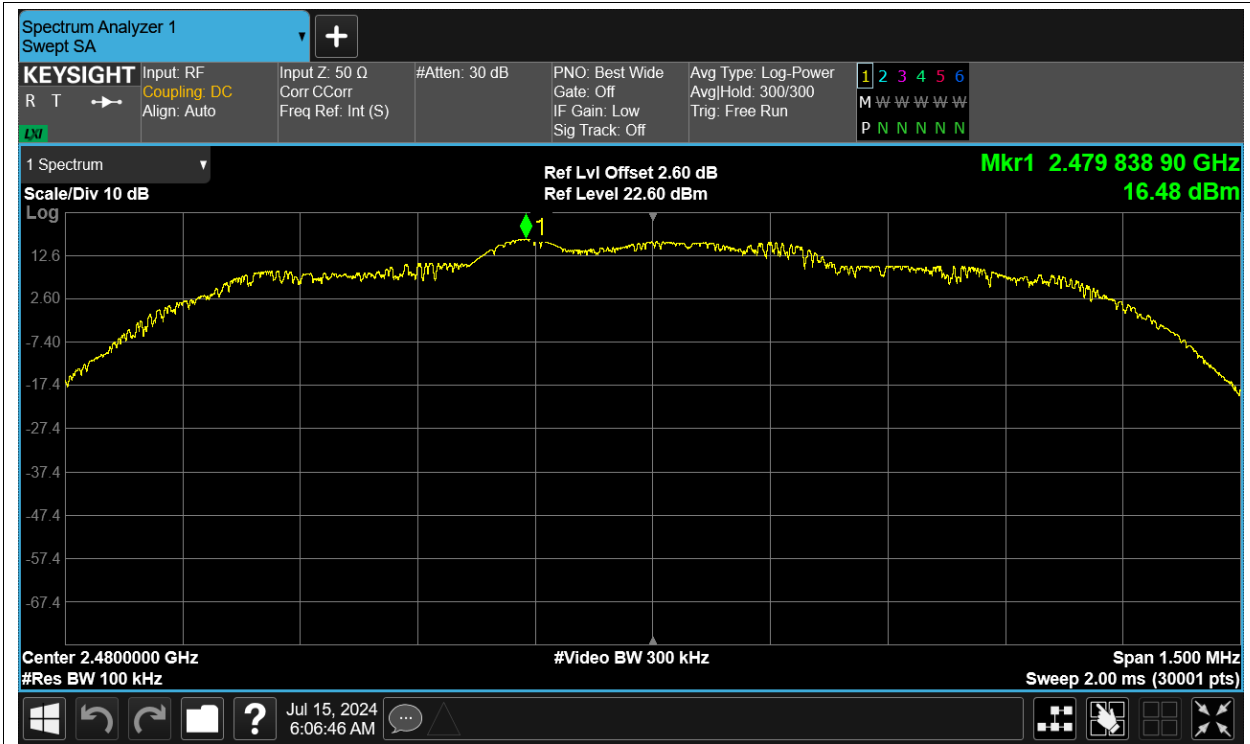 Spectrum Analyzer 1
Swept SA
KEYSIGHT
R T
LXI
Input: RF
Coupling: DC
Align: Auto
Input Z: 50 Ω
Corr CCorr
Freq Ref: Int (S)
#Atten: 30 dB
PNO: Best Wide
Gate: Off
IF Gain: Low
Sig Track: Off
Avg Type: Log-Power
Avg|Hold: 300/300
Trig: Free Run
1 2 3 4 5 6
M W W W W W
P N N N N N
1 Spectrum
Scale/Div 10 dB
Log
Ref Lvl Offset 2.60 dB
Ref Level 22.60 dBm
Mkr1 2.479 838 90 GHz
16.48 dBm
1
12.6
2.60
-7.40
-17.4
-27.4
-37.4
-47.4
-57.4
-67.4
Center 2.4800000 GHz
#Res BW 100 kHz
#Video BW 300 kHz
Span 1.500 MHz
Sweep 2.00 ms (30001 pts)
?
Jul 15, 2024
6:06:46 AM